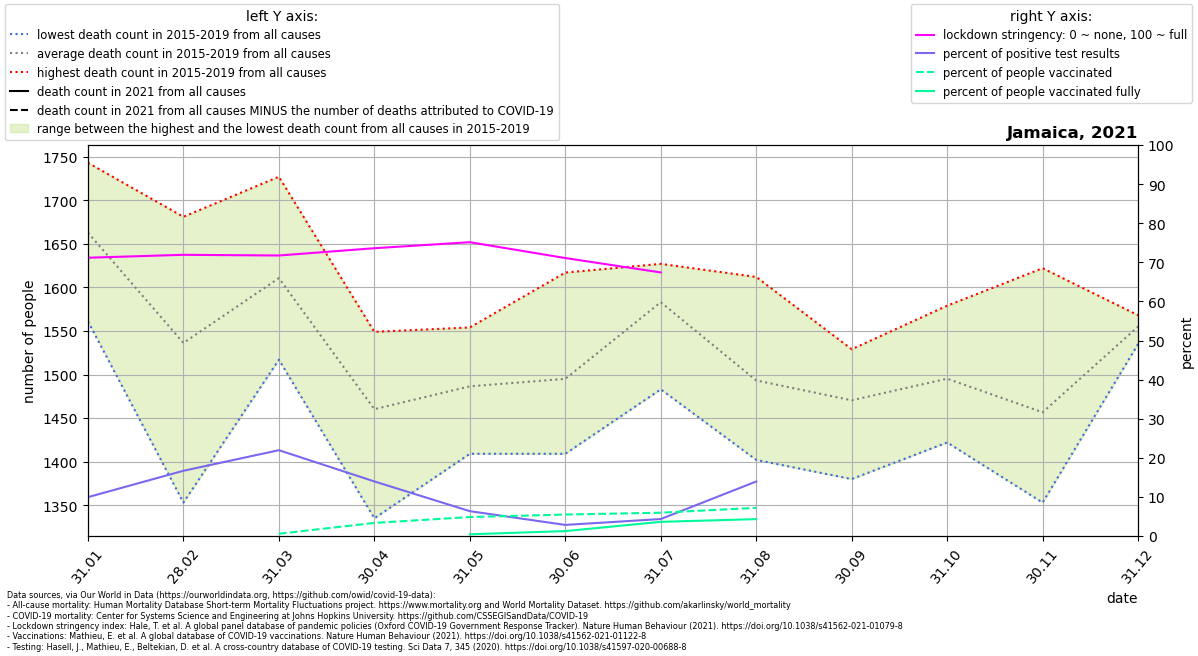 left Y axis:
lowest death count in 2015-2019 from all causes
average death count in 2015-2019 from all causes
highest death count in 2015-2019 from all causes
death count in 2021 from all causes
death count in 2021 from all causes MINUS the number of deaths attributed to COVID-19
range between the highest and the lowest death count from all causes in 2015-2019
right Y axis:
lockdown stringency: 0 ~ none, 100 ~ full
percent of positive test results
percent of people vaccinated
percent of people vaccinated fully
Jamaica, 2021
number of people
1750
1700
1650
1600
1550
1500
1450
1400
1350
100
90
80
70
60
50
40
30
20
10
0
percent
31.01
28.02
31.03
30.04
31.05
30.06
31.07
31.08
30.09
31.10
30.11
31.12
date
Data sources, via Our World in Data (https://ourworldindata.org, https://github.com/owid/covid-19-data):
- All-cause mortality: Human Mortality Database Short-term Mortality Fluctuations project. https://www.mortality.org and World Mortality Dataset. https://github.com/akarlinsky/world_mortality
- COVID-19 mortality: Center for Systems Science and Engineering at Johns Hopkins University. https://github.com/CSSEGISandData/COVID-19
- Lockdown stringency index: Hale, T. et al. A global panel database of pandemic policies (Oxford COVID-19 Government Response Tracker). Nature Human Behaviour (2021). https://doi.org/10.1038/s41562-021-01079-8
- Vaccinations: Mathieu, E. et al. A global database of COVID-19 vaccinations. Nature Human Behaviour (2021). https://doi.org/10.1038/s41562-021-01122-8
- Testing: Hasell, J., Mathieu, E., Beltekian, D. et al. A cross-country database of COVID-19 testing. Sci Data 7, 345 (2020). https://doi.org/10.1038/s41597-020-00688-8